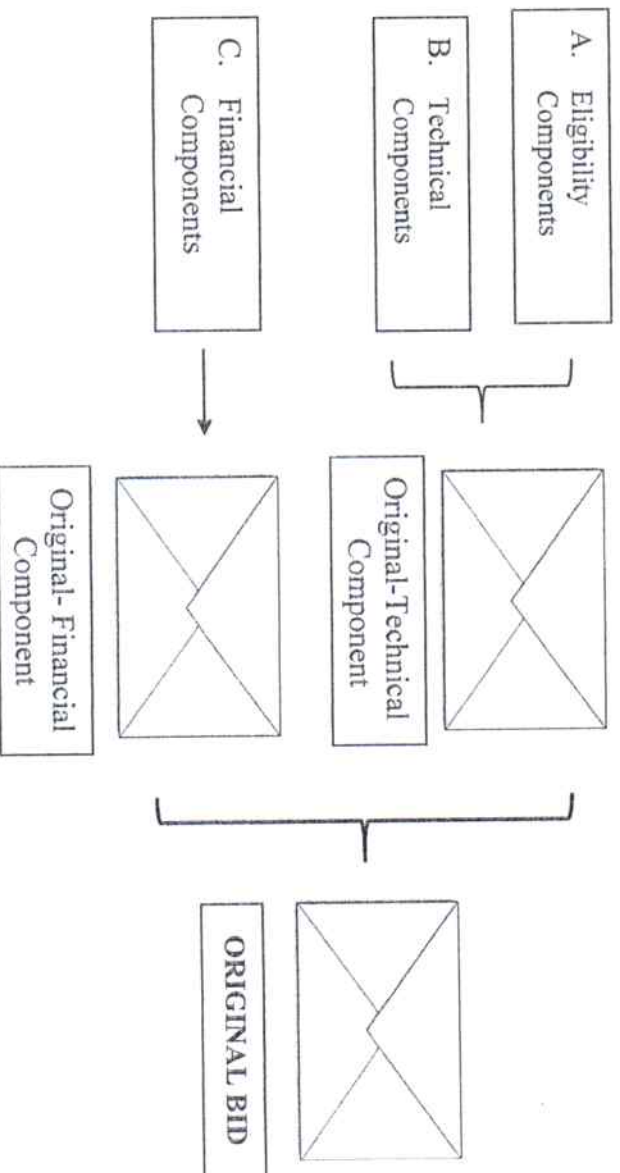 A. Eligibility
Components
B. Technical
Components
C. Financial
Components
Original-Technical
Component
Original- Financial
Component
ORIGINAL BID